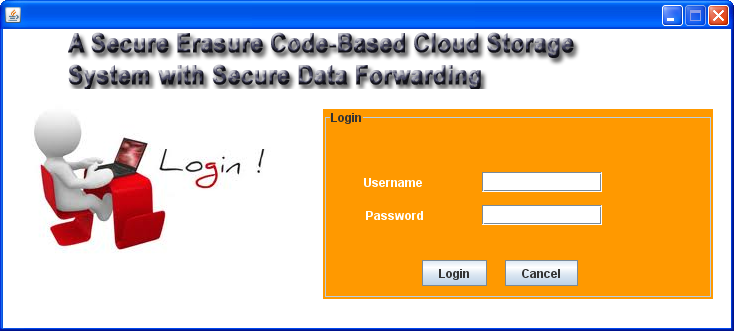 A Secure Erasure Code-Based Cloud Storage
System with Secure Data Forwarding
Login !
Login
Username
Password
Login Cancel